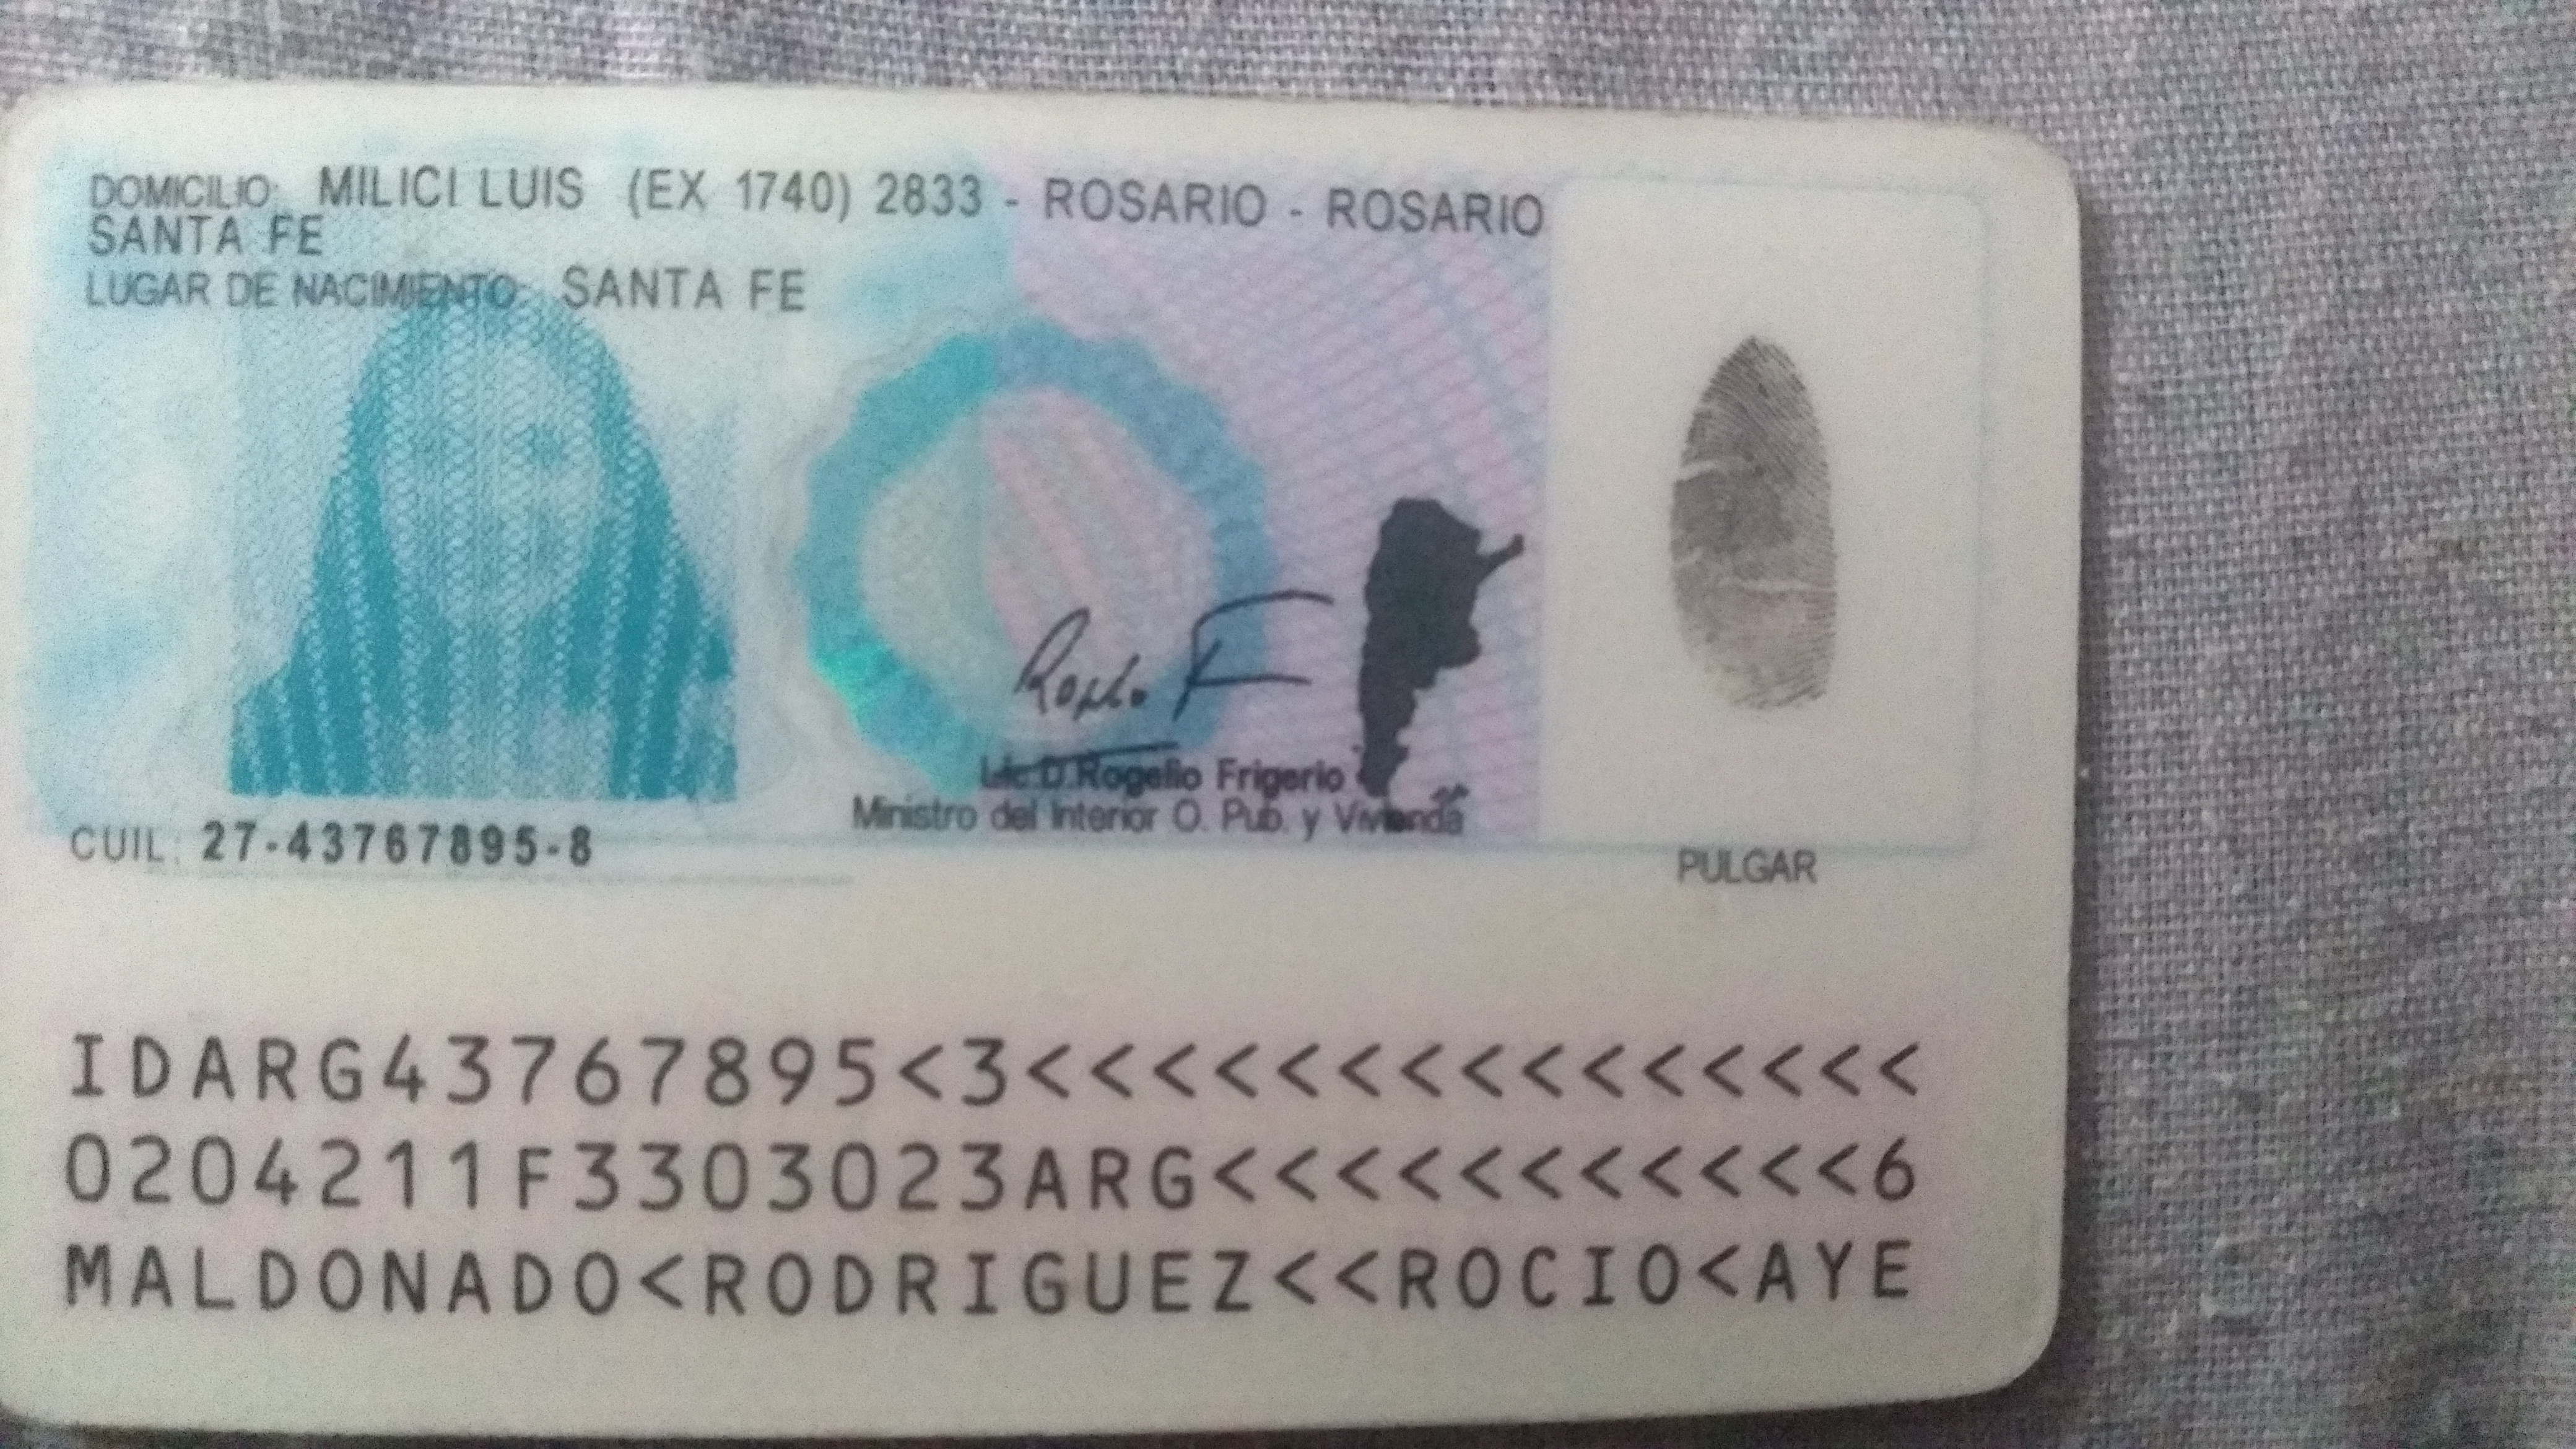 DOMICILIO: MILICI LUIS (EX 1740) 2833 - ROSARIO - ROSARIO
SANTA FE
LUGAR DE NACIMIENTO: SANTA FE
Lic.D.Rogelio Frigerio
Ministro del Interior O. Pub. y Vivienda
CUIL: 27-43767895-8
PULGAR
IDARG43767895<3<<<<<<<<<<<<<<<
0204211F3303023ARG<<<<<<<<<<<6
MALDONADO<RODRIGUEZ<<ROCIO<AYE